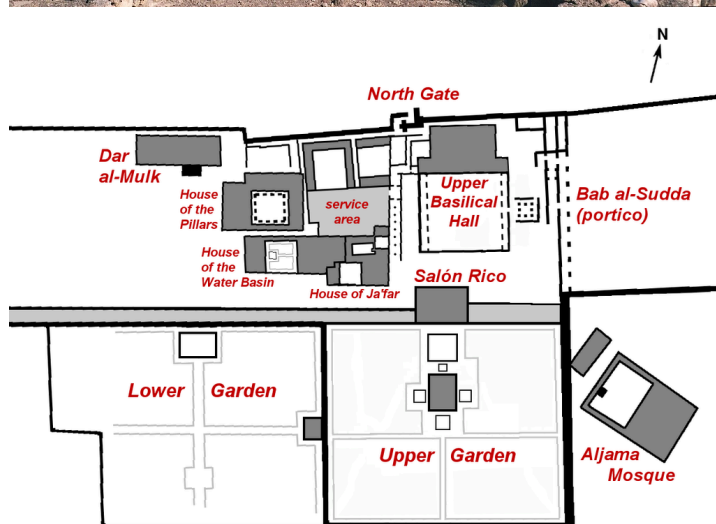 N
North Gate
Dar
al-Mulk
House
of the
Pillars
service
area
Upper
Basilical
Hall
Bab al-Sudda
(portico)
House
of the
Water Basin
House of Ja'far
Salón Rico
Lower Garden
Upper Garden
Aljama
Mosque